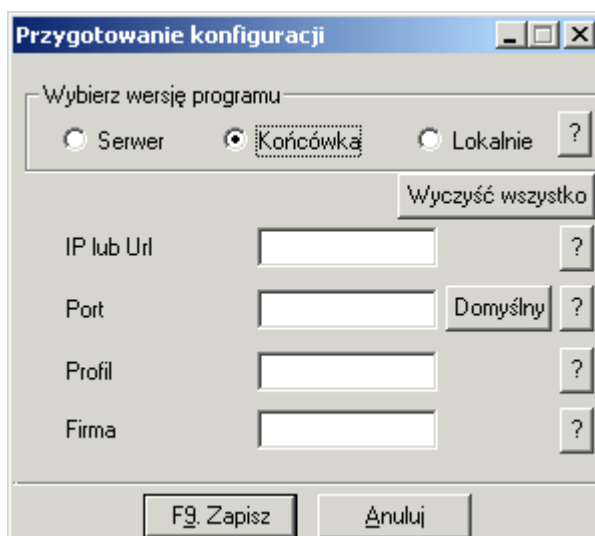 Przygotowanie konfiguracji
Wybierz wersję programu
Serwer Końcówka Lokalnie ?
Wyczyść wszystko
IP lub Url ?
Port Domyślny ?
Profil ?
Firma ?
F9. Zapisz Anuluj